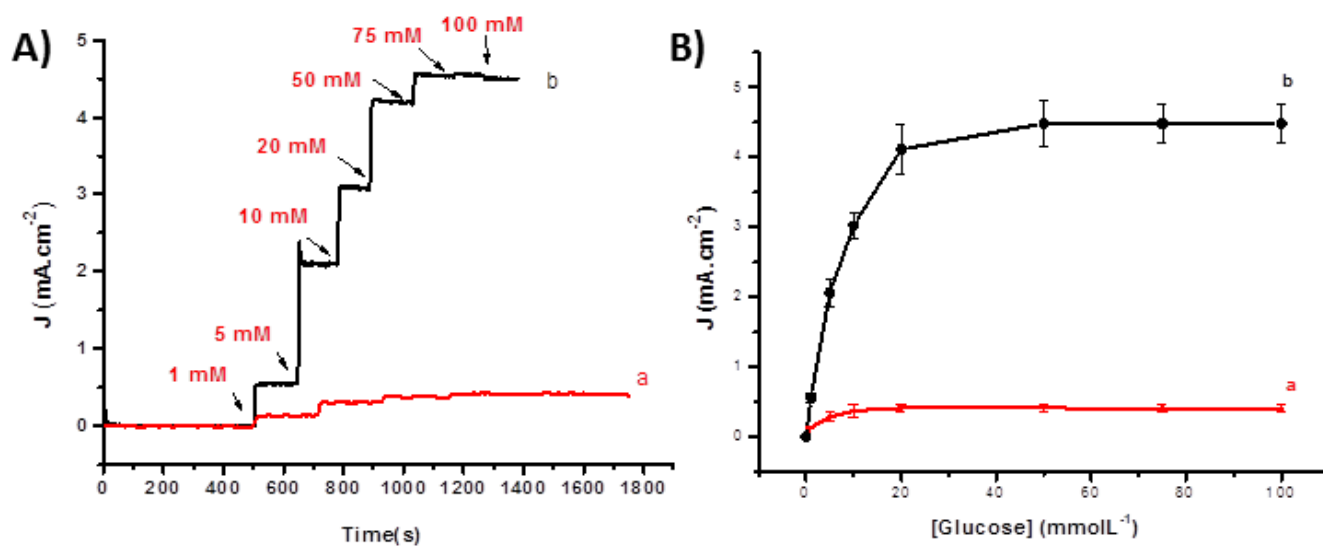 A)
J (mA.cm-2)
5
4
3
2
1
0
1 mM
5 mM
10 mM
20 mM
50 mM
75 mM
100 mM
b
a
0 200 400 600 800 1000 1200 1400 1600 1800
Time(s)
B)
J (mA.cm-2)
5
4
3
2
1
0
b
a
0 20 40 60 80 100
[Glucose] (mmolL-1)